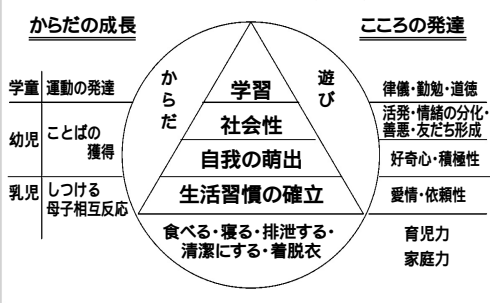 からだの成長
こころの発達
学童 運動の発達
幼児 ことばの
獲得
乳児 しつける
母子相互反応
からだ
遊び
学習
社会性
自我の萌出
生活習慣の確立
食べる・寝る・排泄する・
清潔にする・着脱衣
律儀・勤勉・道徳
活発・情緒の分化・
善悪・友だち形成
好奇心・積極性
愛情・依頼性
育児力
家庭力